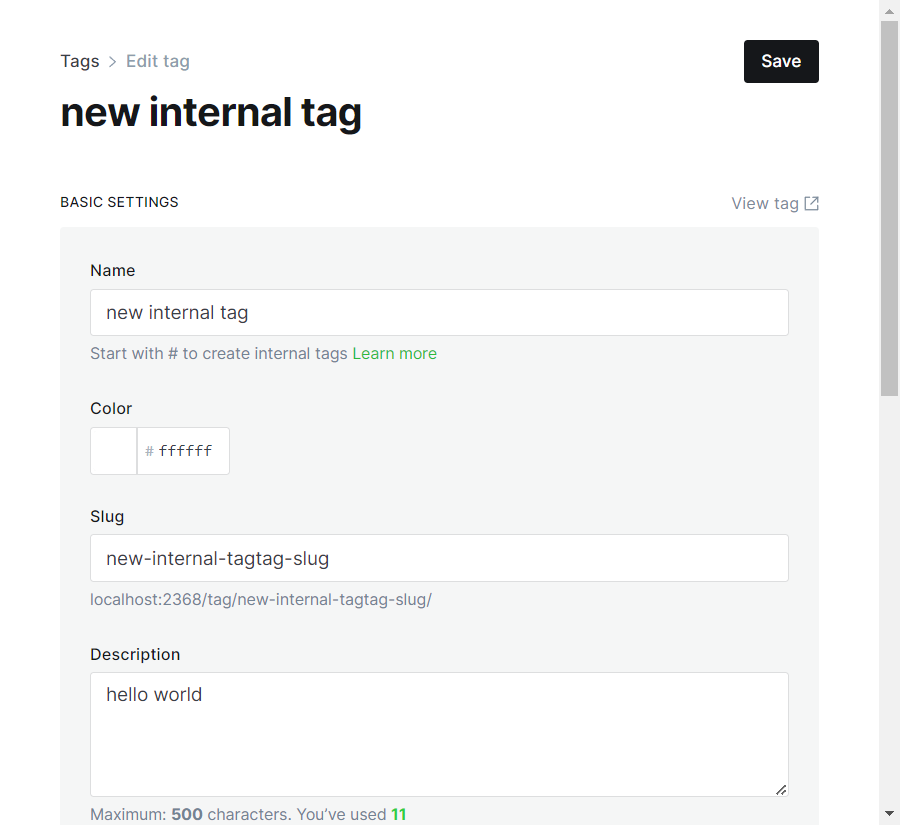 Tags > Edit tag
Save
new internal tag
BASIC SETTINGS
View tag
Name
new internal tag
Start with # to create internal tags Learn more
Color
# ffffff
Slug
new-internal-tagtag-slug
localhost:2368/tag/new-internal-tagtag-slug/
Description
hello world
Maximum: 500 characters. You’ve used 11